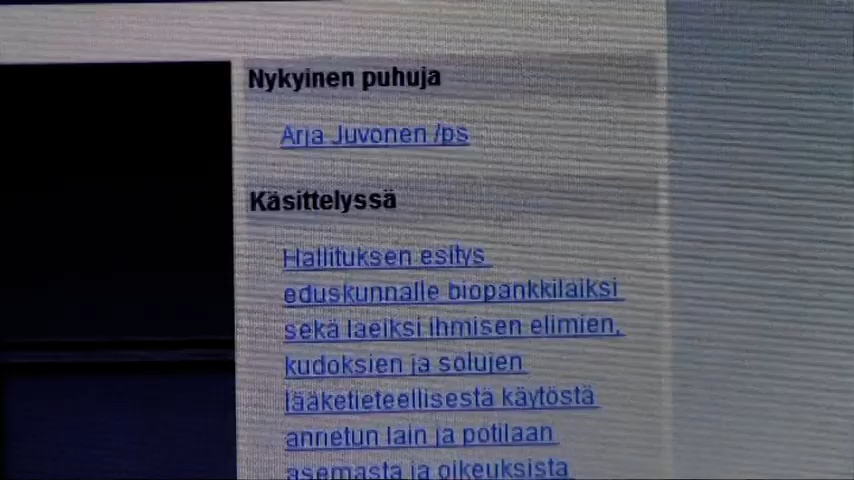 Nykyinen puhuja
Arja Juvonen /ps
Käsittelyssä
Hallituksen esitys
eduskunnalle biopankkilaiksi
sekä laeiksi ihmisen elimien,
kudoksien ja solujen
lääketieteellisestä käytöstä
annetun lain ja potilaan
asemasta ja oikeuksista